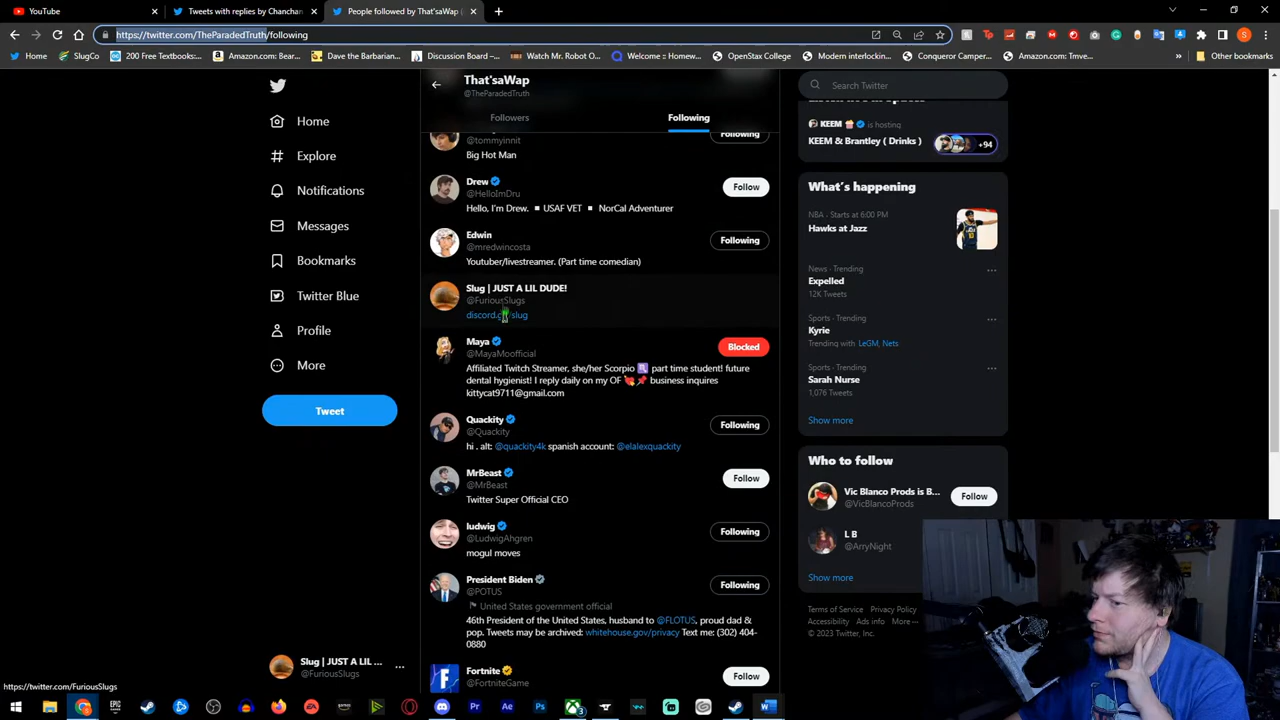 YouTube
Tweets with replies by Chanchan
People followed by That'saWap (
https://twitter.com/TheParadedTruth/following
Twitter
SlugCo
Ask Us
Dave the Barbarian...
Discussion Board –...
Watch Mr. Robot O...
Welcome :: Homew...
OpenStax College
Modern interlockin...
Conquerer Camper...
Amazon.com: Tmve...
Other bookmarks
That'saWap
@TheParadedTruth
Followers
Following
Home
Explore
Notifications
Messages
Bookmarks
Twitter Blue
Profile
More
Tweet
Slug | JUST A LIL ...
@FuriousSlugs
https://twitter.com/FuriousSlugs
@tommyinnit
Following
Big Hot Man
Drew
@HelloImDru
Follow
Hello, I'm Drew. ▪ USAF VET ▪ NorCal Adventurer
Edwin
@mredwincosta
Following
Youtuber/livestreamer. (Part time comedian)
Slug | JUST A LIL DUDE!
@FuriousSlugs
discord.gg/slug
Maya
@MayaMoofficial
Blocked
Affiliated Twitch Streamer, she/her Scorpio ♏ part time student! future
dental hygienist! I reply daily on my OF 💘📌 business inquires
kittycat9711@gmail.com
Quackity
@Quackity
Following
hi . alt: @quackity4k spanish account: @elalexquackity
MrBeast
@MrBeast
Follow
Twitter Super Official CEO
ludwig
@LudwigAhgren
Following
mogul moves
President Biden
@POTUS
Following
United States government official
46th President of the United States, husband to @FLOTUS, proud dad &
pop. Tweets may be archived: whitehouse.gov/privacy Text me: (302) 404-
0880
Fortnite
@FortniteGame
Follow
Search Twitter
KEEM 🍿 is hosting
KEEM & Brantley ( Drinks )
+94
What's happening
NBA · Starts at 6:00 PM
Hawks at Jazz
News · Trending
Expelled
12K Tweets
Sports · Trending
Kyrie
Trending with LeGM, Nets
Sports · Trending
Sarah Nurse
1,076 Tweets
Show more
Who to follow
Vic Blanco Prods is B...
@VicBlancoProds
Follow
L B
@ArryNight
Show more
Terms of Service Privacy Policy
Accessibility Ads info More ···
© 2023 Twitter, Inc.